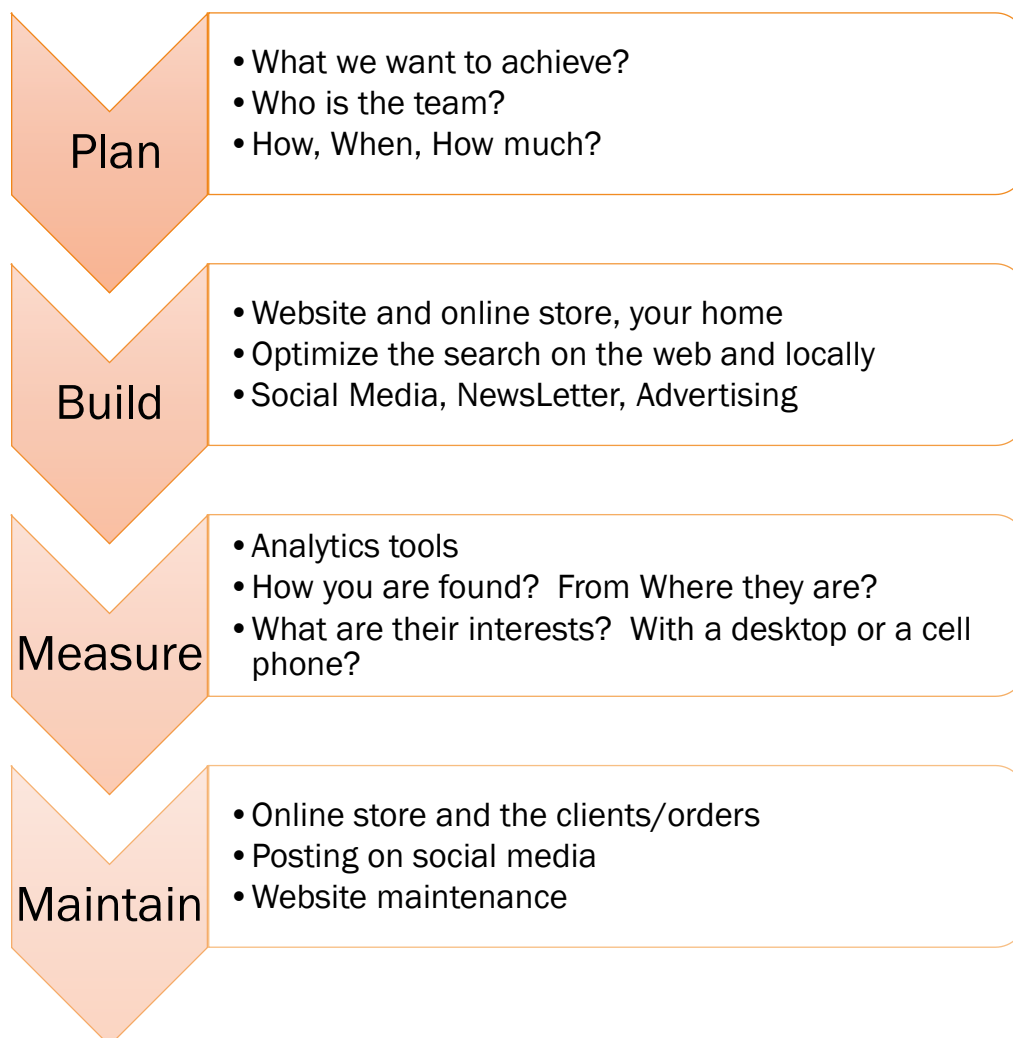 Plan
•What we want to achieve?
•Who is the team?
•How, When, How much?
Build
•Website and online store, your home
•Optimize the search on the web and locally
•Social Media, NewsLetter, Advertising
Measure
•Analytics tools
•How you are found?  From Where they are?
•What are their interests?  With a desktop or a cell
phone?
Maintain
•Online store and the clients/orders
•Posting on social media
•Website maintenance